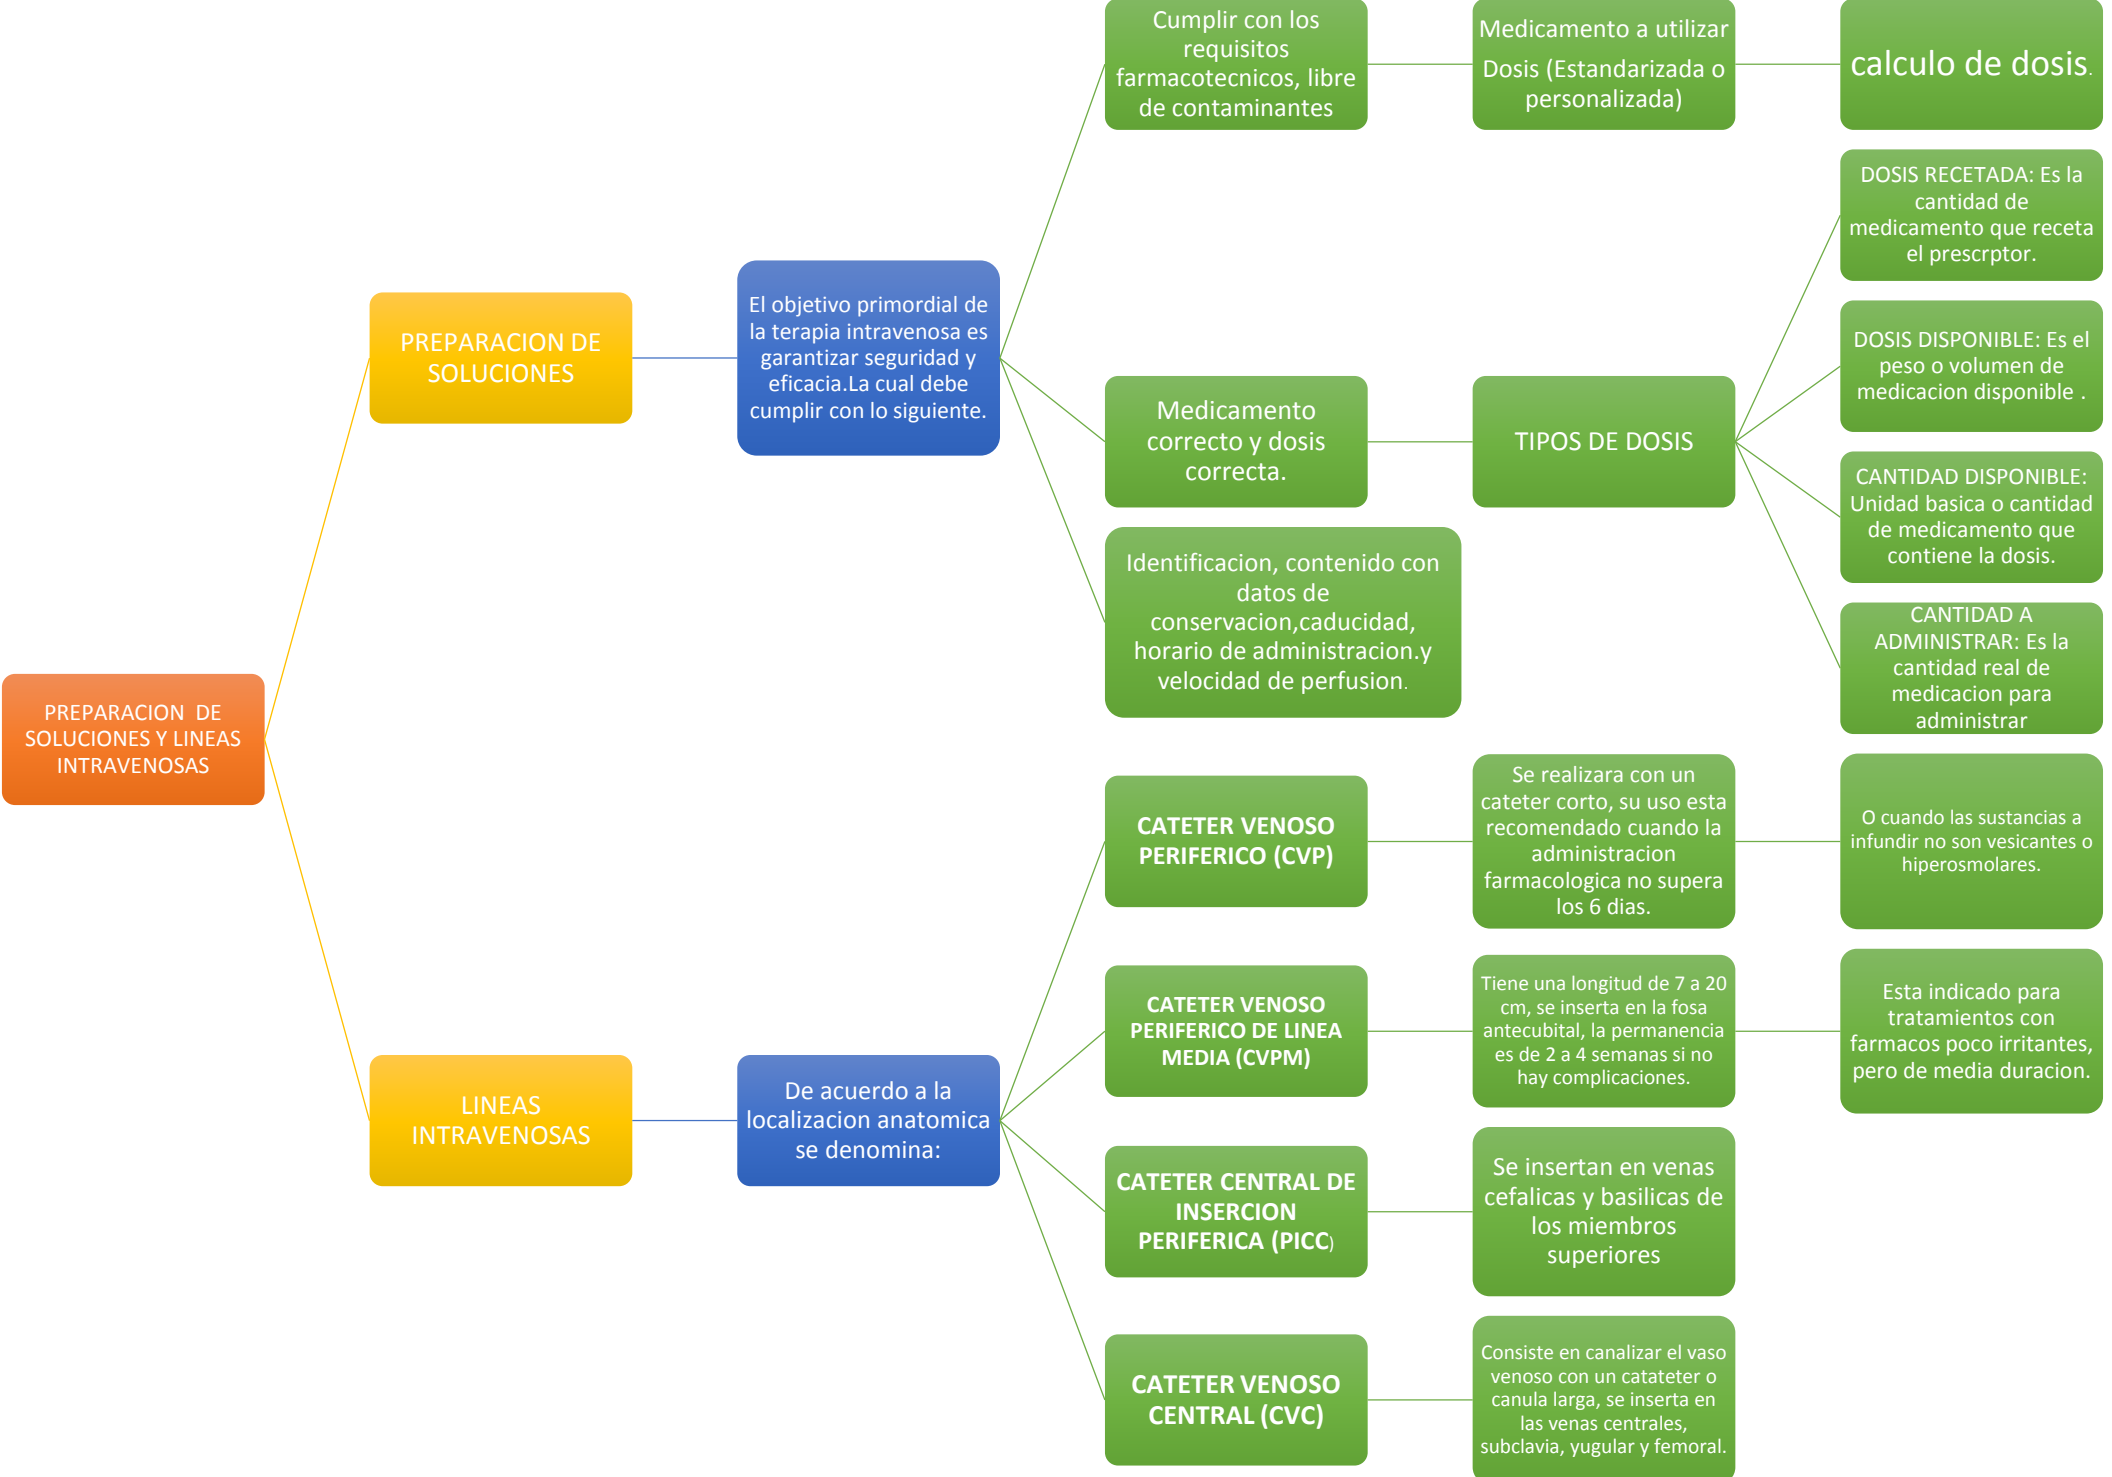 PREPARACION DE
SOLUCIONES Y LINEAS
INTRAVENOSAS
PREPARACION DE
SOLUCIONES
El objetivo primordial de
la terapia intravenosa es
garantizar seguridad y
eficacia.La cual debe
cumplir con lo siguiente.
Cumplir con los
requisitos
farmacotecnicos, libre
de contaminantes
Medicamento a utilizar
Dosis (Estandarizada o
personalizada)
calculo de dosis.
Medicamento
correcto y dosis
correcta.
TIPOS DE DOSIS
DOSIS RECETADA: Es la
cantidad de
medicamento que receta
el prescrptor.
DOSIS DISPONIBLE: Es el
peso o volumen de
medicacion disponible .
CANTIDAD DISPONIBLE:
Unidad basica o cantidad
de medicamento que
contiene la dosis.
CANTIDAD A
ADMINISTRAR: Es la
cantidad real de
medicacion para
administrar
Identificacion, contenido con
datos de
conservacion,caducidad,
horario de administracion.y
velocidad de perfusion.
LINEAS
INTRAVENOSAS
De acuerdo a la
localizacion anatomica
se denomina:
CATETER VENOSO
PERIFERICO (CVP)
Se realizara con un
cateter corto, su uso esta
recomendado cuando la
administracion
farmacologica no supera
los 6 dias.
O cuando las sustancias a
infundir no son vesicantes o
hiperosmolares.
CATETER VENOSO
PERIFERICO DE LINEA
MEDIA (CVPM)
Tiene una longitud de 7 a 20
cm, se inserta en la fosa
antecubital, la permanencia
es de 2 a 4 semanas si no
hay complicaciones.
Esta indicado para
tratamientos con
farmacos poco irritantes,
pero de media duracion.
CATETER CENTRAL DE
INSERCION
PERIFERICA (PICC)
Se insertan en venas
cefalicas y basilicas de
los miembros
superiores
CATETER VENOSO
CENTRAL (CVC)
Consiste en canalizar el vaso
venoso con un catateter o
canula larga, se inserta en
las venas centrales,
subclavia, yugular y femoral.